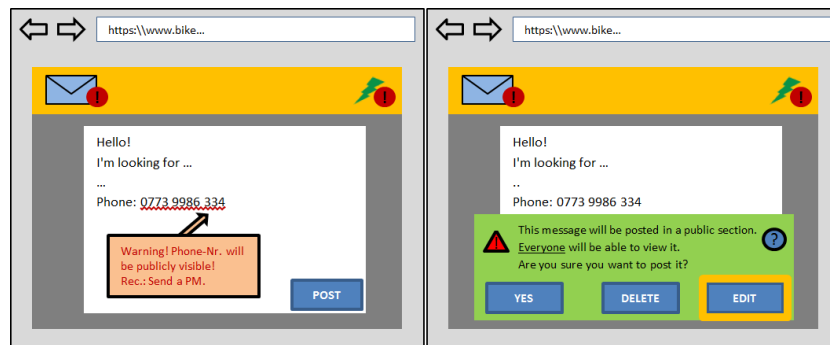 https:\\www.bike...
!
!
Hello!
I'm looking for ...
...
Phone: 0773 9986 334
Warning! Phone-Nr. will
be publicly visible!
Rec.: Send a PM.
POST
https:\\www.bike...
!
!
Hello!
I'm looking for ...
..
Phone: 0773 9986 334
! This message will be posted in a public section. ?
Everyone will be able to view it.
Are you sure you want to post it?
YES DELETE EDIT